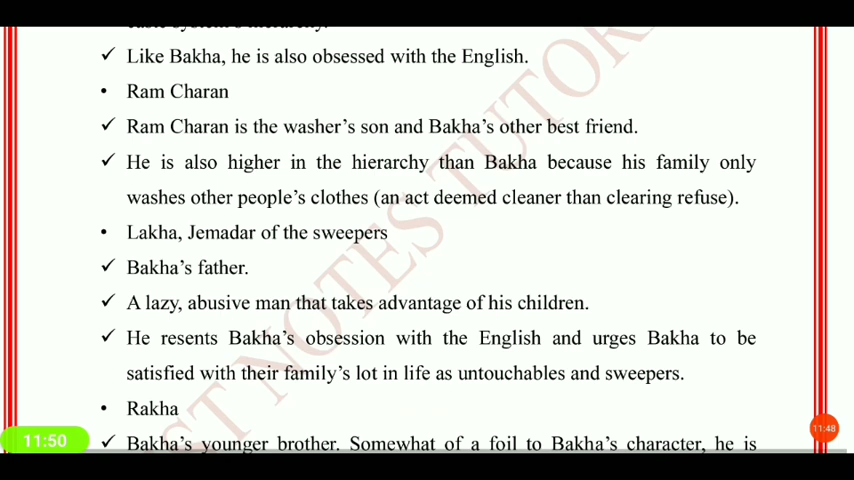 Like Bakha, he is also obsessed with the English.
• Ram Charan
✓ Ram Charan is the washer's son and Bakha's other best friend.
✓ He is also higher in the hierarchy than Bakha because his family only
washes other people's clothes (an act deemed cleaner than clearing refuse).
• Lakha, Jemadar of the sweepers
✓ Bakha's father.
✓ A lazy, abusive man that takes advantage of his children.
✓ He resents Bakha's obsession with the English and urges Bakha to be
satisfied with their family's lot in life as untouchables and sweepers.
• Rakha
✓ Bakha's younger brother. Somewhat of a foil to Bakha's character, he is
11:50
11:48
ST NOTES TUTOR